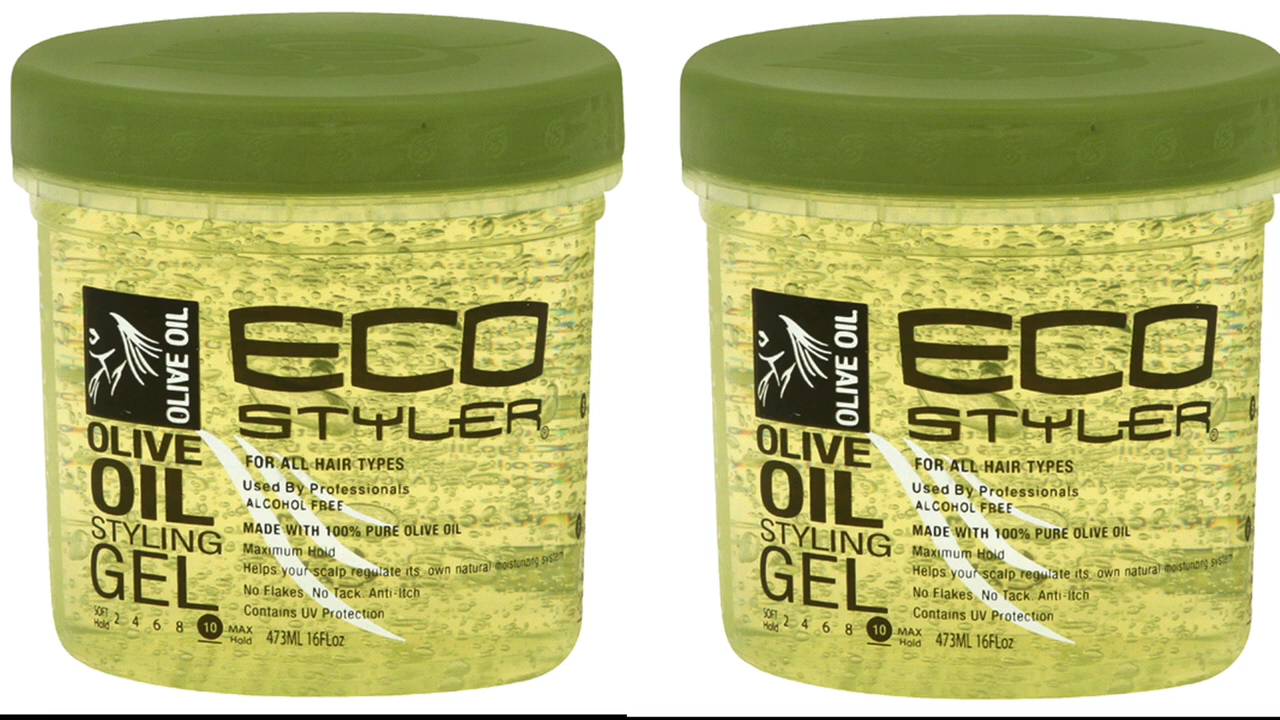 OLIVE OIL
ECO
STYLER®
OLIVE
OIL
STYLING
GEL
FOR ALL HAIR TYPES
Used By Professionals
ALCOHOL FREE
MADE WITH 100% PURE OLIVE OIL
Maximum Hold
Helps your scalp regulate its own natural moisturizing system
No Flakes. No Tack. Anti-Itch
Contains UV Protection
SOFT Hold 2 4 6 8 10 MAX Hold 473ML 16FLoz
OLIVE OIL
ECO
STYLER®
OLIVE
OIL
STYLING
GEL
FOR ALL HAIR TYPES
Used By Professionals
ALCOHOL FREE
MADE WITH 100% PURE OLIVE OIL
Maximum Hold
Helps your scalp regulate its own natural moisturizing system
No Flakes. No Tack. Anti-Itch
Contains UV Protection
SOFT Hold 2 4 6 8 10 MAX Hold 473ML 16FLoz